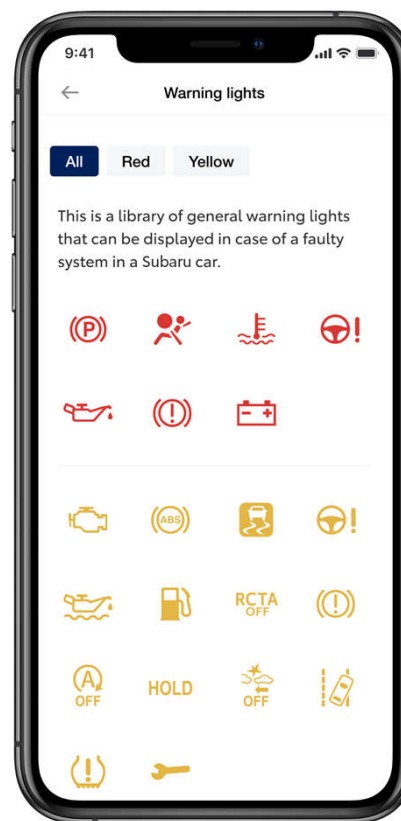 9:41
Warning lights
All Red Yellow
This is a library of general warning lights
that can be displayed in case of a faulty
system in a Subaru car.
P !
!
ABS !
RCTA
OFF !
A
OFF HOLD OFF
!